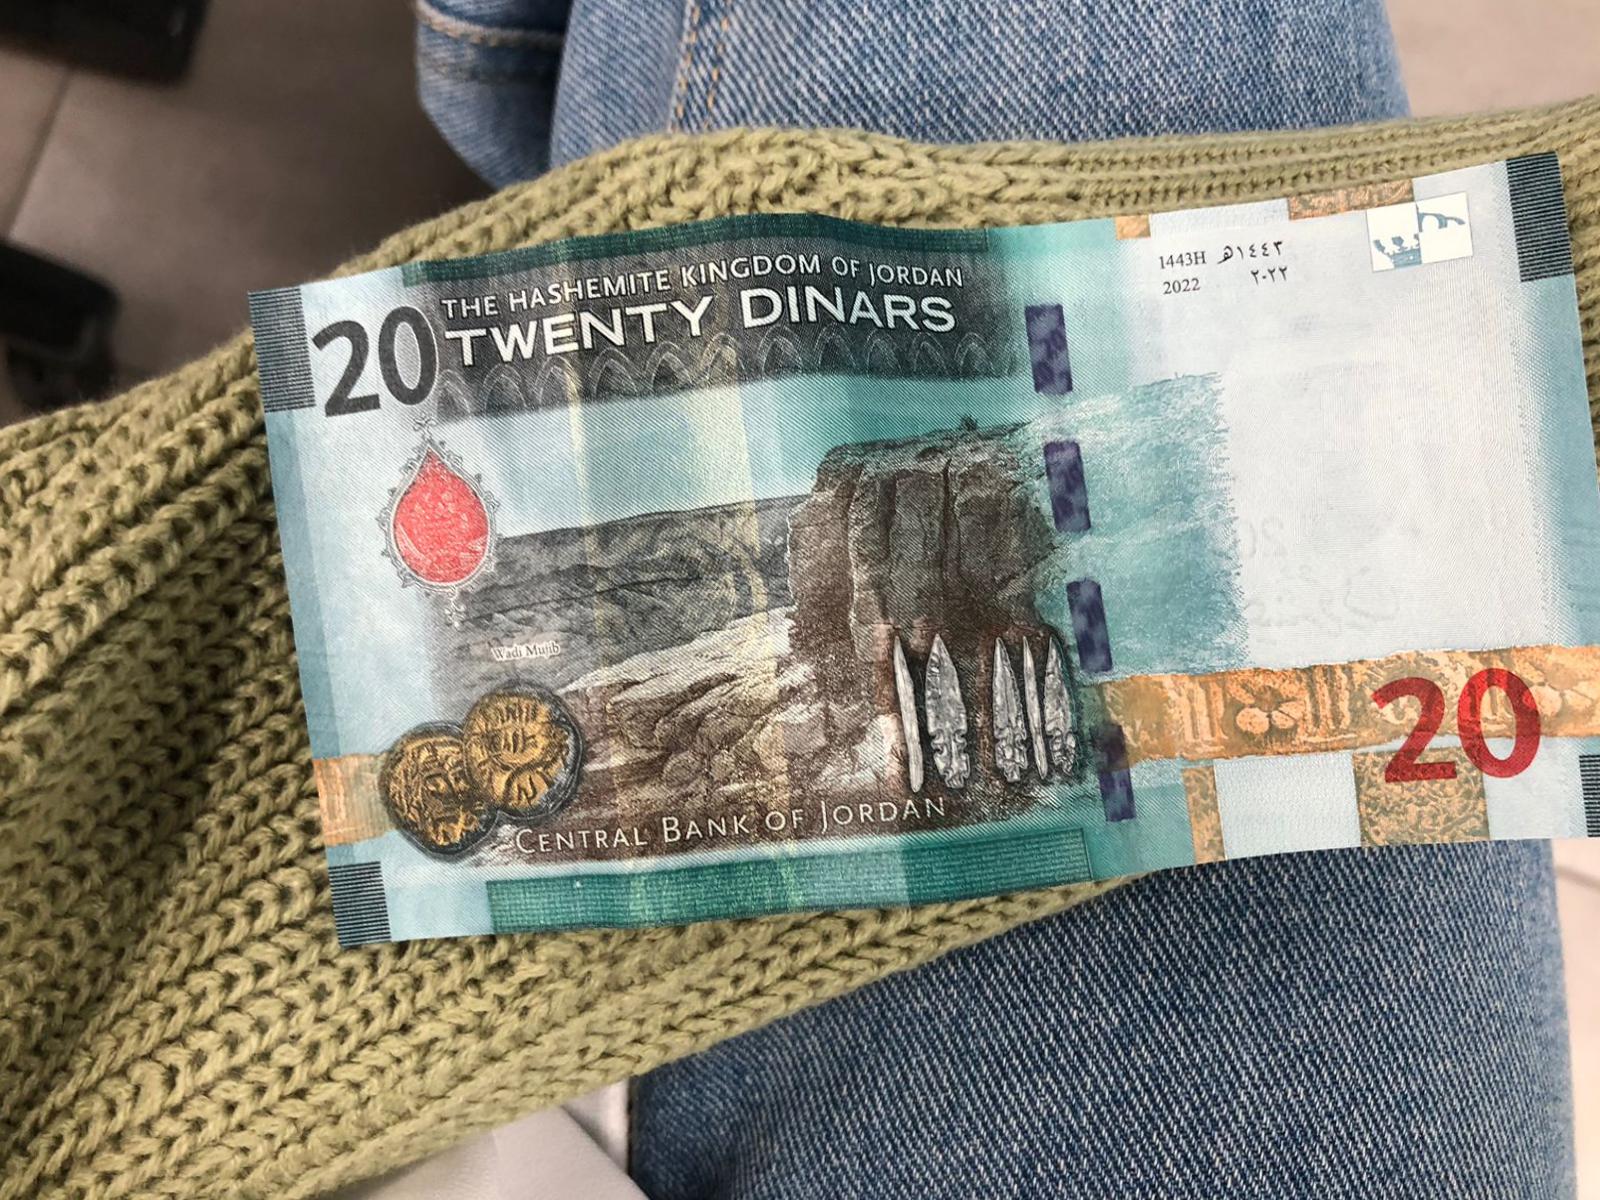 THE HASHEMITE KINGDOM OF JORDAN
20 TWENTY DINARS
1443H ١٤٤٣هـ
2022 ٢٠٢٢
Wadi Mujib
20
CENTRAL BANK OF JORDAN